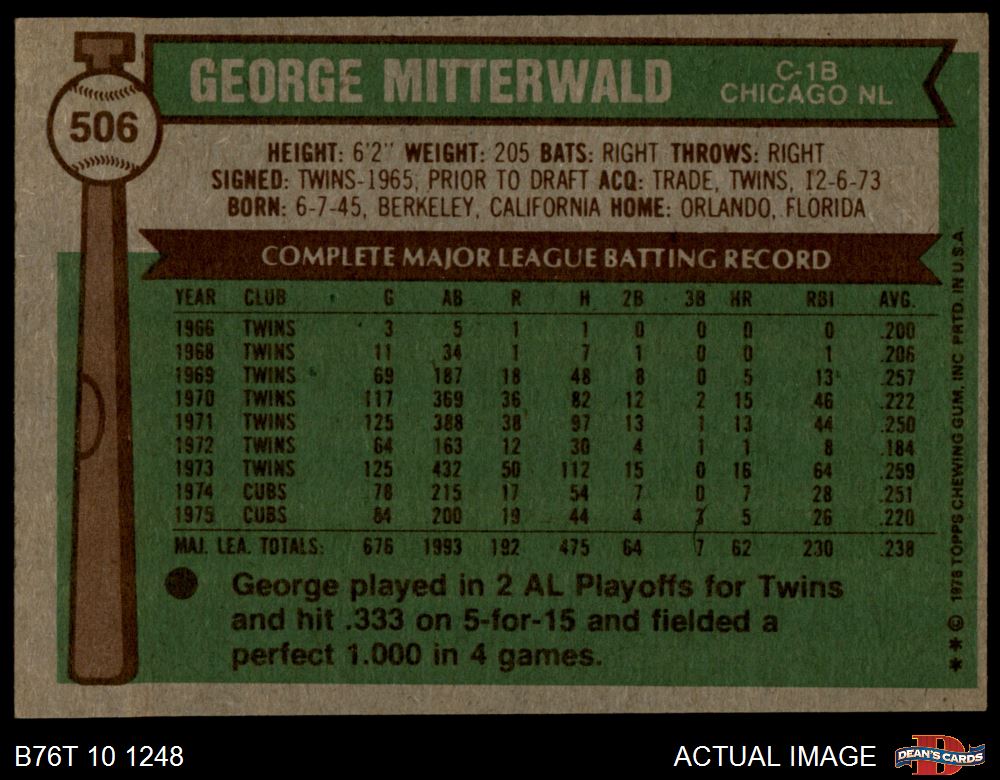 506
GEORGE MITTERWALD
C-1B
CHICAGO NL
HEIGHT: 6'2" WEIGHT: 205 BATS: RIGHT THROWS: RIGHT
SIGNED: TWINS-1965, PRIOR TO DRAFT ACQ: TRADE, TWINS, 12-6-73
BORN: 6-7-45, BERKELEY, CALIFORNIA HOME: ORLANDO, FLORIDA
COMPLETE MAJOR LEAGUE BATTING RECORD
YEAR CLUB G AB R H 2B 3B HR RBI AVG.
1966 TWINS 3 5 1 1 0 0 0 0 .200
1968 TWINS 11 34 1 7 1 0 0 1 .206
1969 TWINS 69 187 18 48 8 0 5 13 .257
1970 TWINS 117 369 36 82 12 2 15 46 .222
1971 TWINS 125 388 38 97 13 1 13 44 .250
1972 TWINS 64 163 12 30 4 1 1 8 .184
1973 TWINS 125 432 50 112 15 0 16 64 .259
1974 CUBS 78 215 17 54 7 0 7 28 .251
1975 CUBS 84 200 19 44 4 3 5 26 .220
MAJ. LEA. TOTALS: 676 1993 192 475 64 7 62 230 .238
George played in 2 AL Playoffs for Twins
and hit .333 on 5-for-15 and fielded a
perfect 1.000 in 4 games.
** © 1976 TOPPS CHEWING GUM, INC. PRTD. IN U.S.A.
B76T 10 1248
ACTUAL IMAGE
D
DEAN'S CARDS